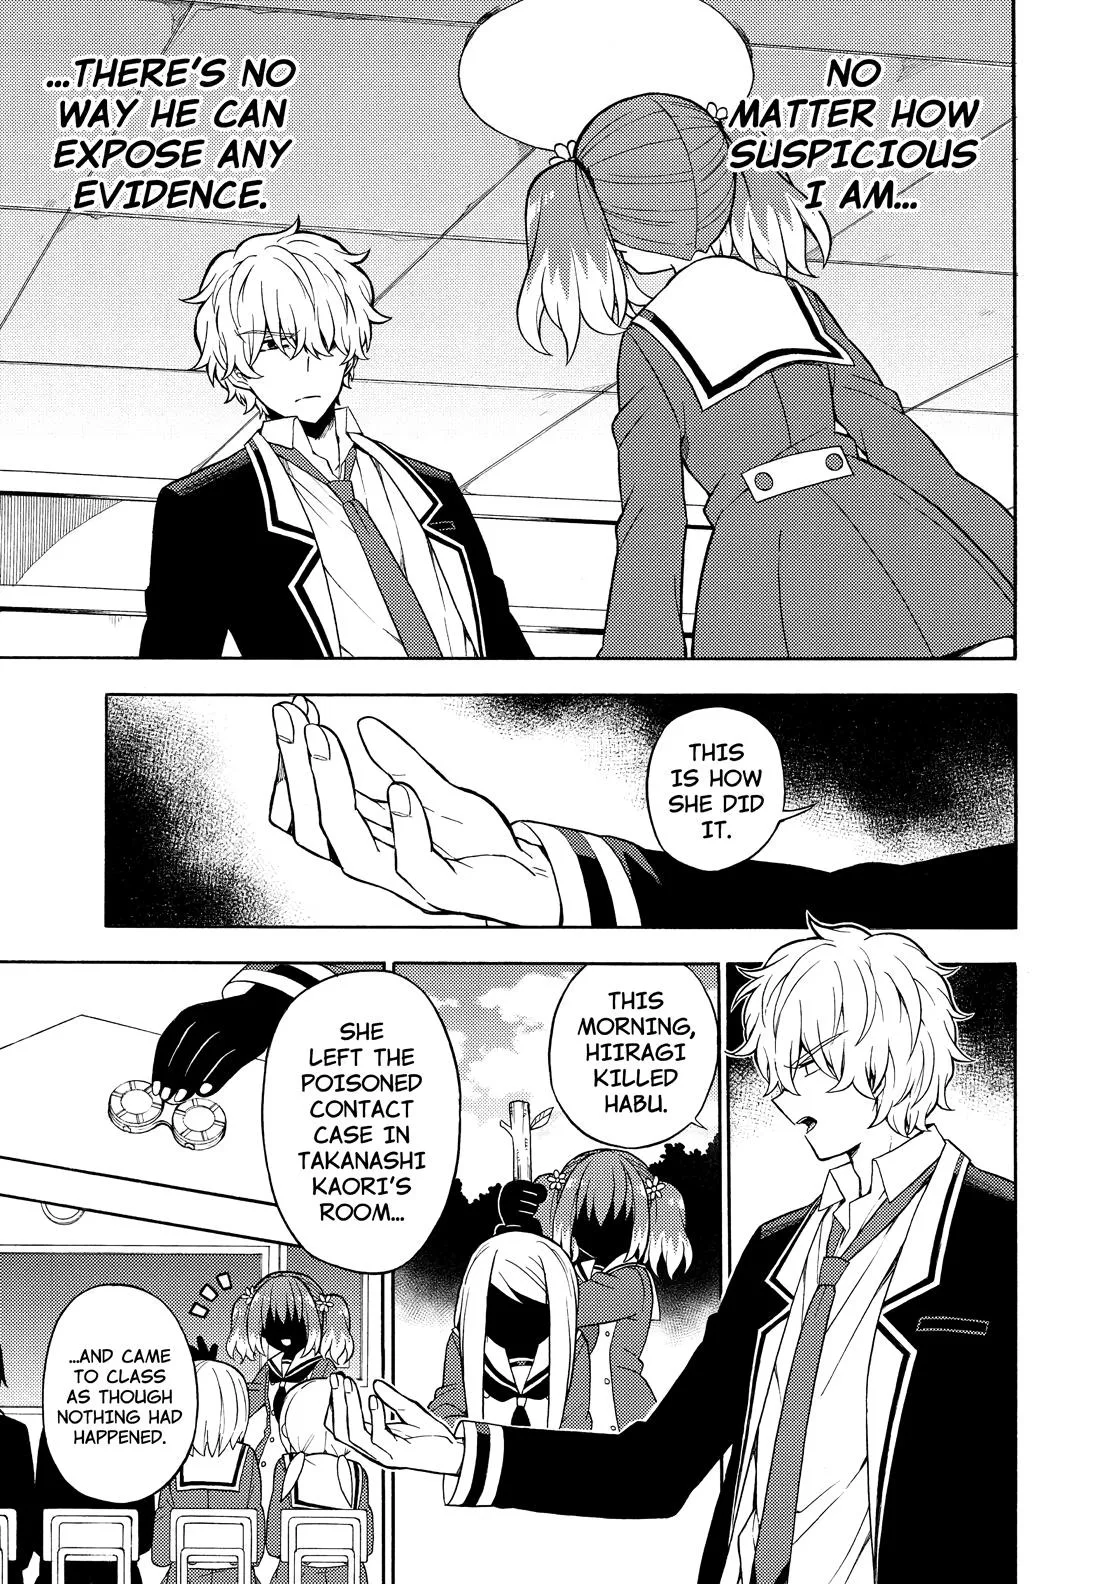 NO
MATTER HOW
SUSPICIOUS
I AM...
...THERE'S NO
WAY HE CAN
EXPOSE ANY
EVIDENCE.
THIS
IS HOW
SHE DID
IT.
THIS
MORNING,
HIIRAGI
KILLED
HABU.
SHE
LEFT THE
POISONED
CONTACT
CASE IN
TAKANASHI
KAORI'S
ROOM...
...AND CAME
TO CLASS
AS THOUGH
NOTHING HAD
HAPPENED.